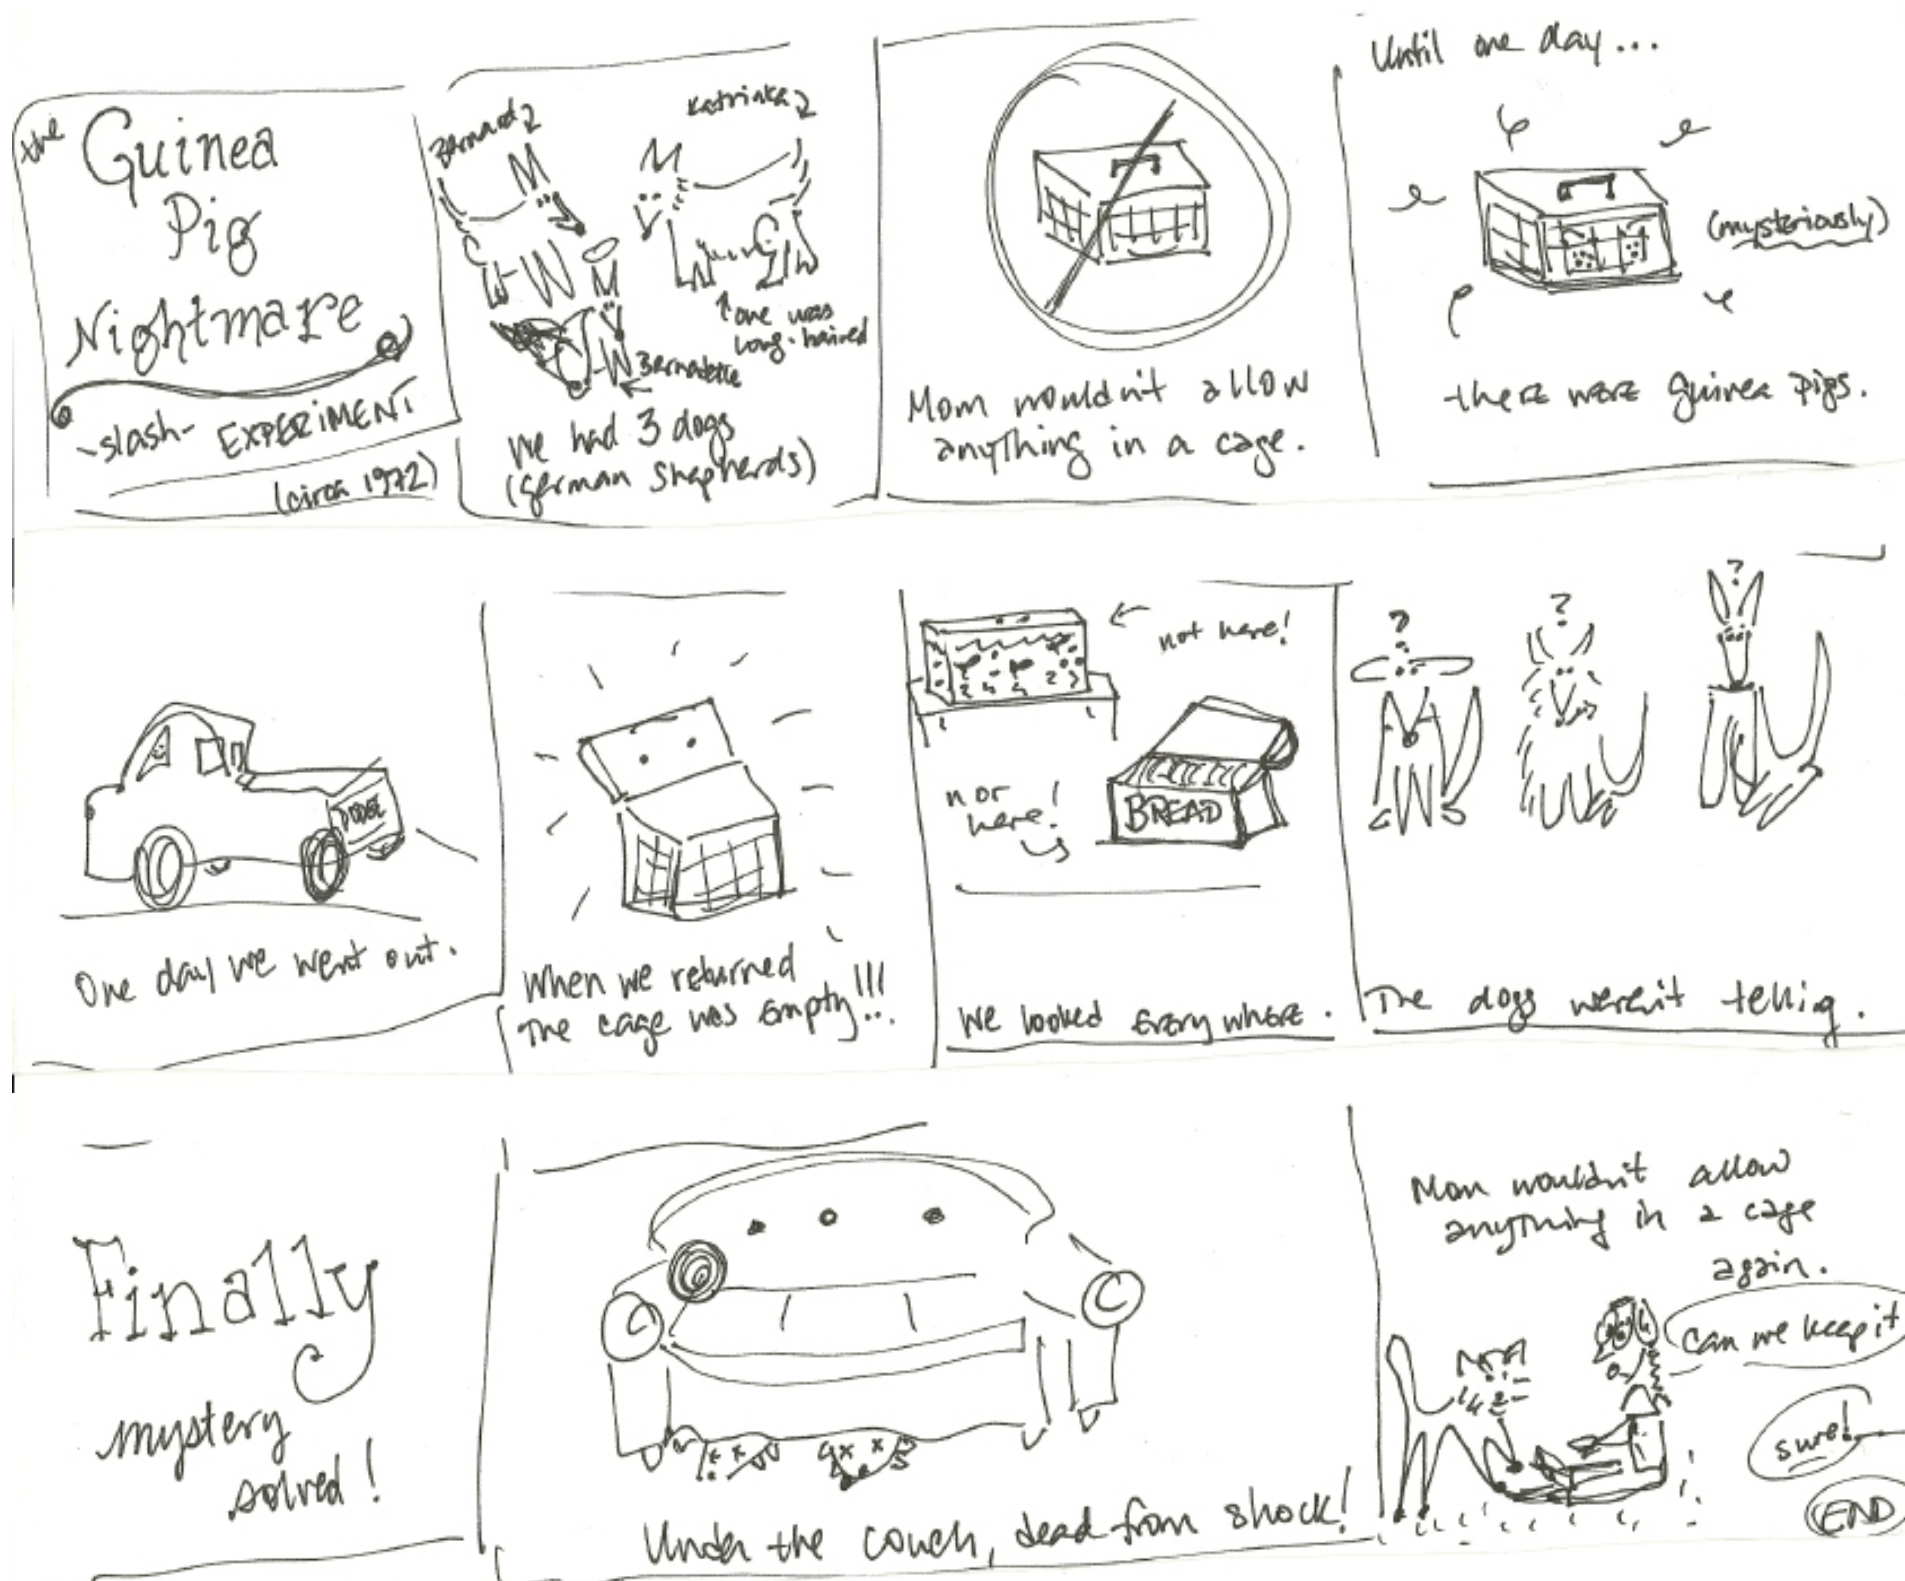 the Guinea
Pig
Nightmare
-slash- EXPERIMENT
(circa 1972)
Bernard
Katrinka
one was
long-haired
Bernadette
We had 3 dogs
(German Shepherds)
Mom wouldn't allow
anything in a cage.
Until one day...
(mysteriously)
there were guinea pigs.
DODGE
One day we went out.
When we returned
the cage was empty!!!
not here!
nor
here!
BREAD
We looked everywhere.
? ? ?
The dogs weren't telling.
Finally
mystery
solved!
Under the couch, dead from shock!
Mom wouldn't allow
anything in a cage
again.
can we keep it
sure!
END